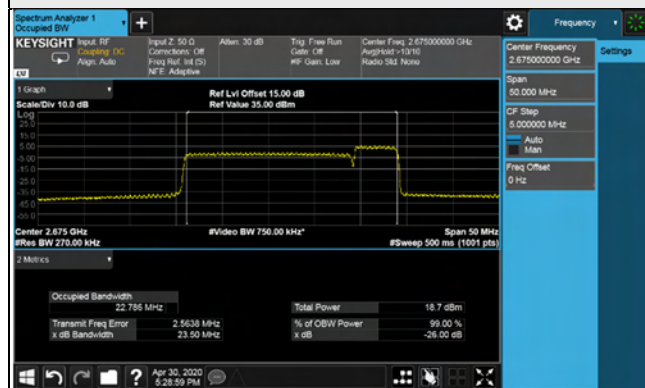 Spectrum Analyzer 1
Occupied BW
Frequency
KEYSIGHT
Input: RF
Coupling: DC
Align: Auto
Input Z: 50 Ω
Corrections: Off
Freq Ref: Int (S)
NFE: Adaptive
Atten: 30 dB
Trig: Free Run
Gate: Off
#IF Gain: Low
Center Freq: 2.675000000 GHz
Avg|Hold:>10/10
Radio Std: None
LXI
Center Frequency
2.675000000 GHz
Settings
Span
50.000 MHz
CF Step
5.000000 MHz
Auto
Man
Freq Offset
0 Hz
1 Graph
Scale/Div 10.0 dB
Ref Lvl Offset 15.00 dB
Ref Value 35.00 dBm
Log
25.0
15.0
5.00
-5.00
-15.0
-25.0
-35.0
-45.0
-55.0
Center 2.675 GHz
#Res BW 270.00 kHz
#Video BW 750.00 kHz*
Span 50 MHz
#Sweep 500 ms (1001 pts)
2 Metrics
Occupied Bandwidth
22.786 MHz
Total Power 18.7 dBm
Transmit Freq Error 2.5638 MHz
% of OBW Power 99.00 %
x dB Bandwidth 23.50 MHz
x dB -26.00 dB
Apr 30, 2020
5:28:59 PM